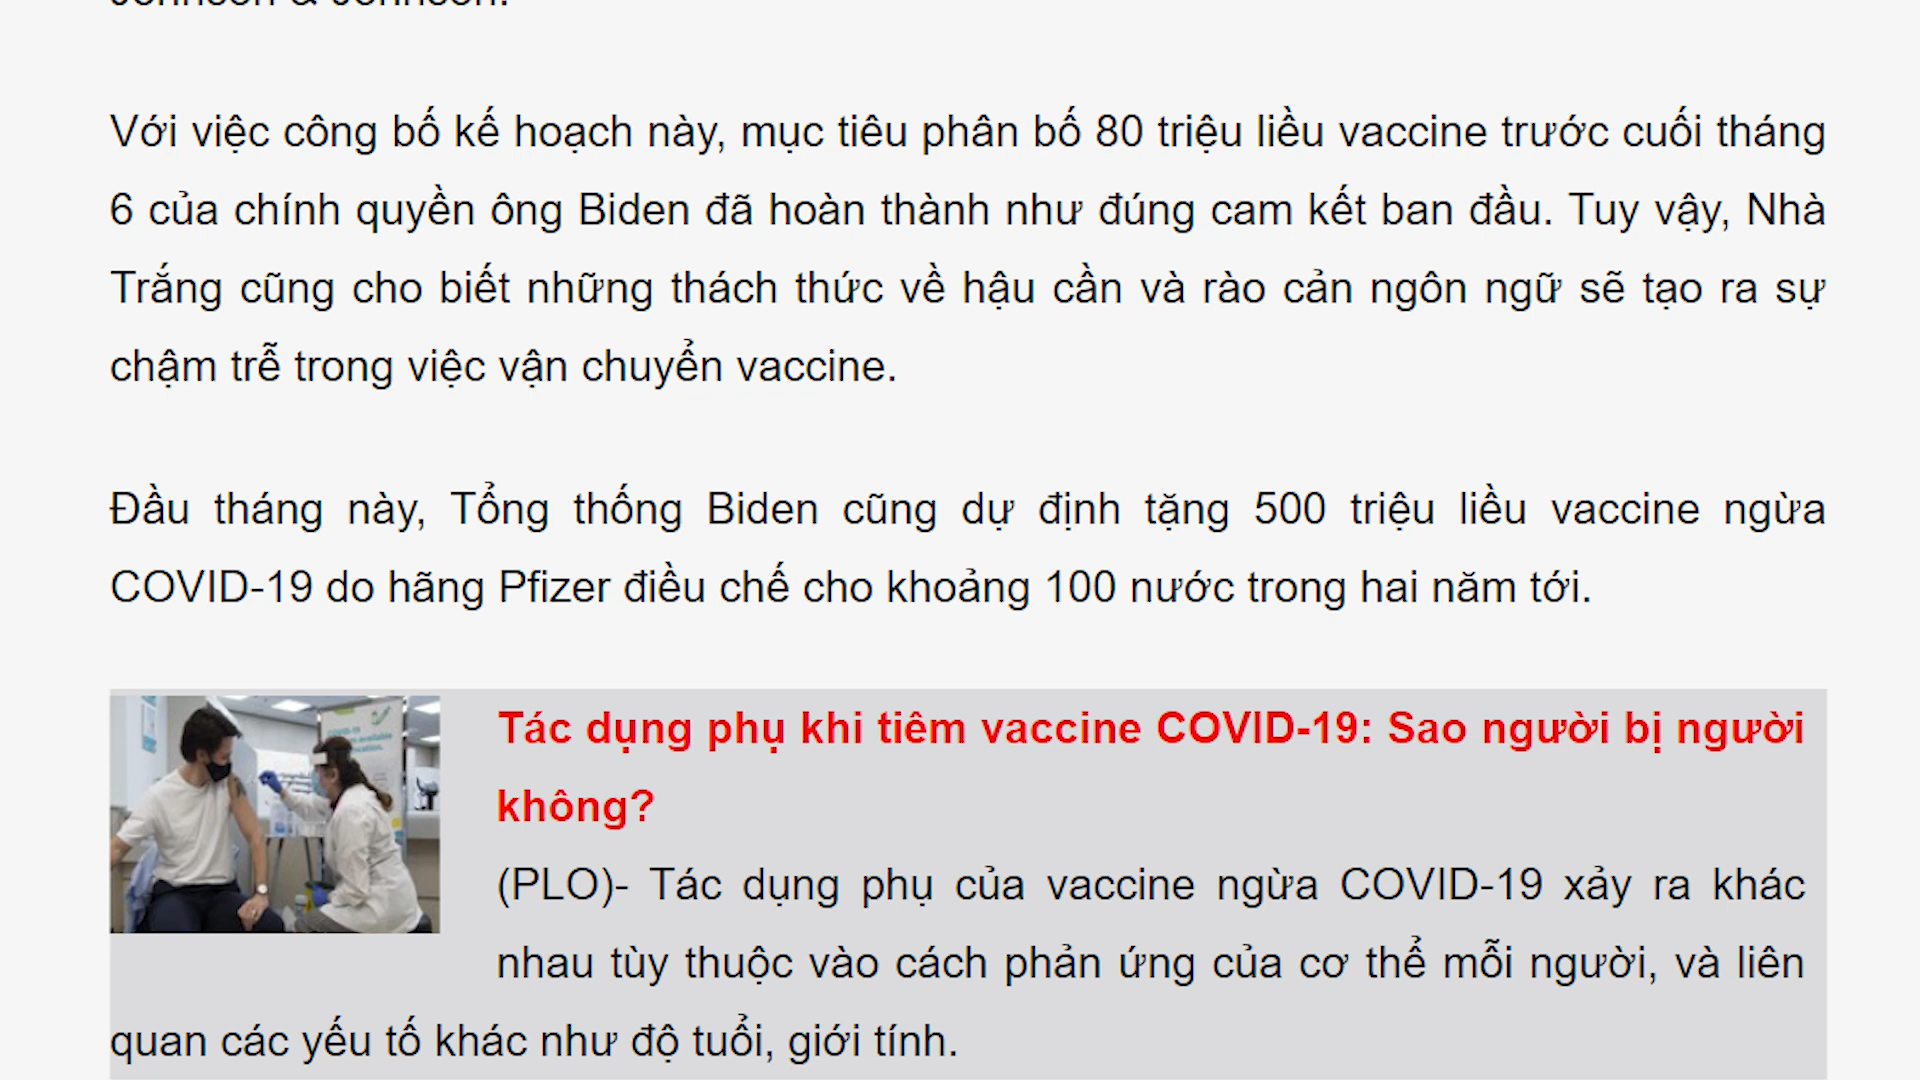 Johnson & Johnson.
Với việc công bố kế hoạch này, mục tiêu phân bố 80 triệu liều vaccine trước cuối tháng
6 của chính quyền ông Biden đã hoàn thành như đúng cam kết ban đầu. Tuy vậy, Nhà
Trắng cũng cho biết những thách thức về hậu cần và rào cản ngôn ngữ sẽ tạo ra sự
chậm trễ trong việc vận chuyển vaccine.
Đầu tháng này, Tổng thống Biden cũng dự định tặng 500 triệu liều vaccine ngừa
COVID-19 do hãng Pfizer điều chế cho khoảng 100 nước trong hai năm tới.
Tác dụng phụ khi tiêm vaccine COVID-19: Sao người bị người
không?
(PLO)- Tác dụng phụ của vaccine ngừa COVID-19 xảy ra khác
nhau tùy thuộc vào cách phản ứng của cơ thể mỗi người, và liên
quan các yếu tố khác như độ tuổi, giới tính.